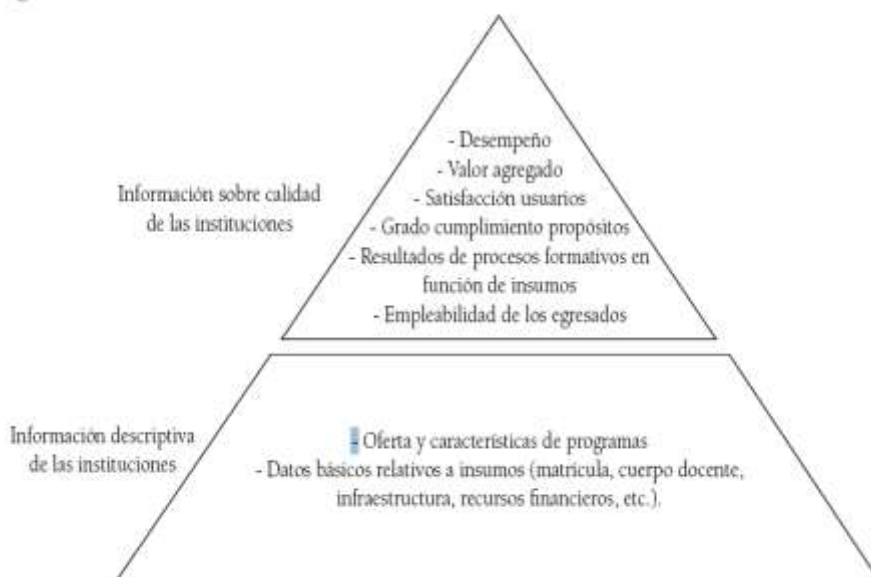 - Desempeño
- Valor agregado
- Satisfacción usuarios
- Grado cumplimiento propósitos
- Resultados de procesos formativos en
función de insumos
- Empleabilidad de los egresados
Información sobre calidad
de las instituciones
- Oferta y características de programas
- Datos básicos relativos a insumos (matrícula, cuerpo docente,
infraestructura, recursos financieros, etc.).
Información descriptiva
de las instituciones